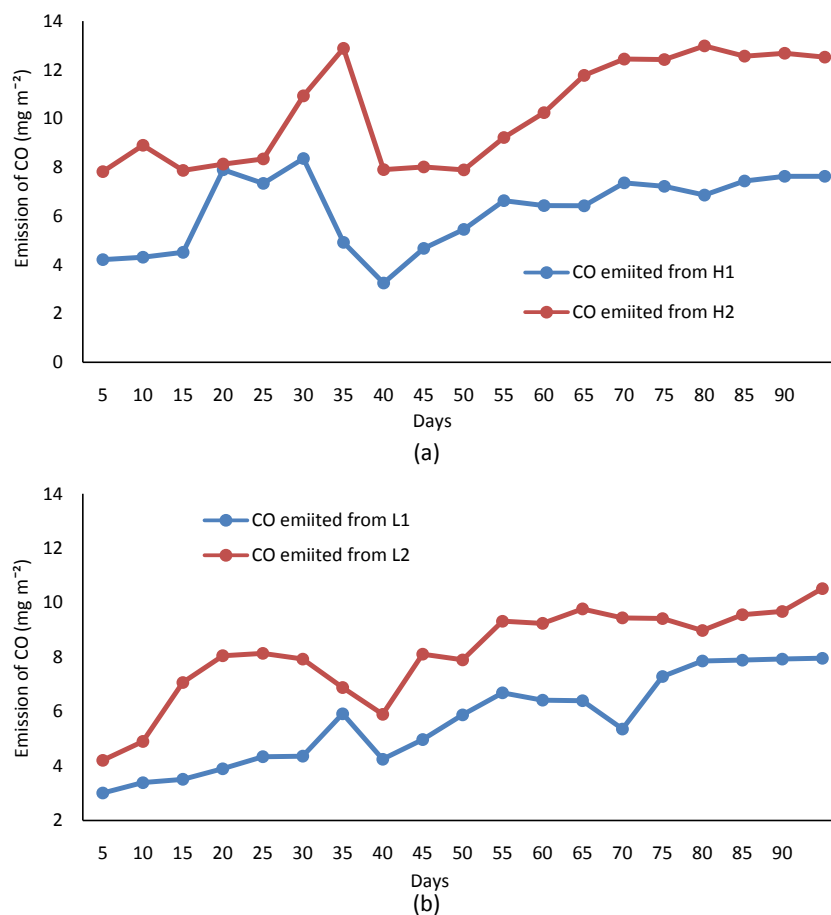 14
12
10
8
6
4
2
0
Emission of CO (mg m⁻²)
CO emiited from H1
CO emiited from H2
5 10 15 20 25 30 35 40 45 50 55 60 65 70 75 80 85 90
Days
(a)
14
12
10
8
6
4
2
Emission of CO (mg m⁻²)
CO emiited from L1
CO emiited from L2
5 10 15 20 25 30 35 40 45 50 55 60 65 70 75 80 85 90
Days
(b)